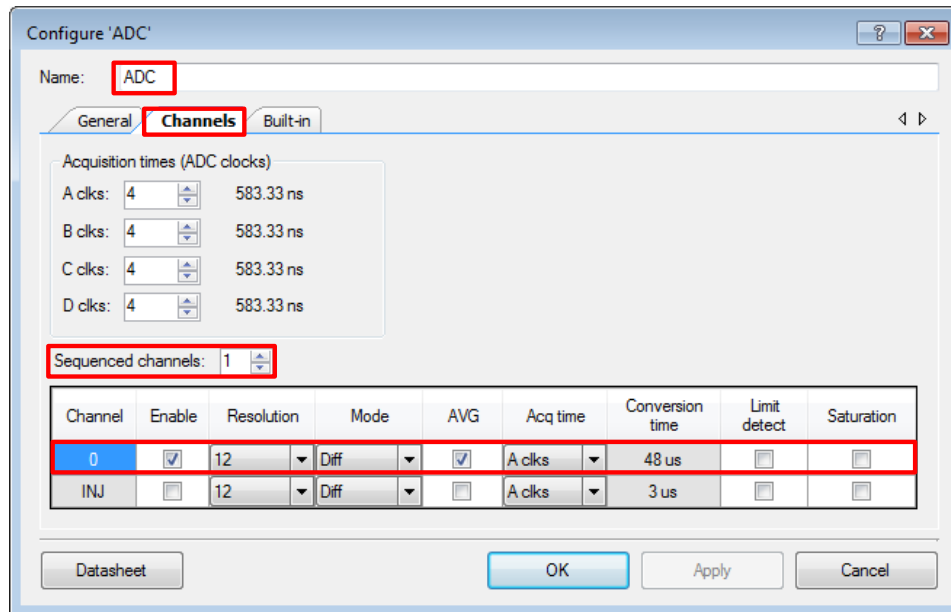 Configure 'ADC'
Name: ADC
General Channels Built-in
Acquisition times (ADC clocks)
A clks: 4 583.33 ns
B clks: 4 583.33 ns
C clks: 4 583.33 ns
D clks: 4 583.33 ns
Sequenced channels: 1
Channel Enable Resolution Mode AVG Acq time Conversion time Limit detect Saturation
0 12 Diff A clks 48 us
INJ 12 Diff A clks 3 us
Datasheet OK Apply Cancel